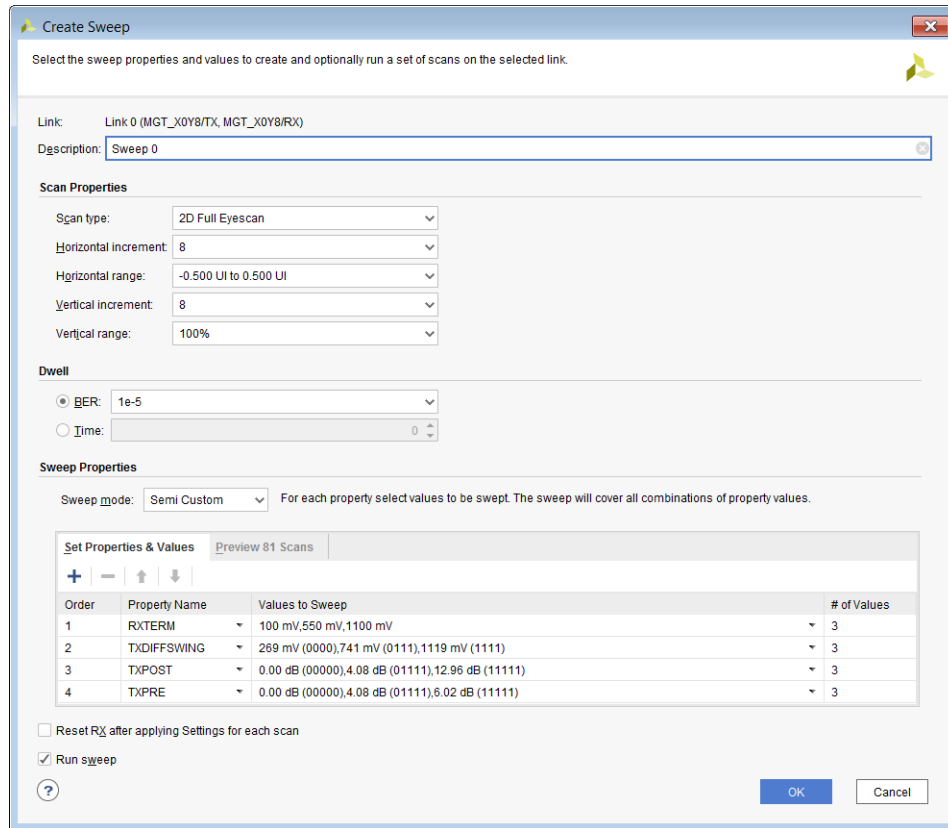 Create Sweep
Select the sweep properties and values to create and optionally run a set of scans on the selected link.
Link: Link 0 (MGT_X0Y8/TX, MGT_X0Y8/RX)
Description: Sweep 0
Scan Properties
Scan type: 2D Full Eyescan
Horizontal increment: 8
Horizontal range: -0.500 UI to 0.500 UI
Vertical increment: 8
Vertical range: 100%
Dwell
BER: 1e-5
Time: 0
Sweep Properties
Sweep mode: Semi Custom For each property select values to be swept. The sweep will cover all combinations of property values.
Set Properties & Values Preview 81 Scans
Order Property Name Values to Sweep # of Values
1 RXTERM 100 mV,550 mV,1100 mV 3
2 TXDIFFSWING 269 mV (0000),741 mV (0111),1119 mV (1111) 3
3 TXPOST 0.00 dB (00000),4.08 dB (01111),12.96 dB (11111) 3
4 TXPRE 0.00 dB (00000),4.08 dB (01111),6.02 dB (11111) 3
Reset RX after applying Settings for each scan
Run sweep
? OK Cancel